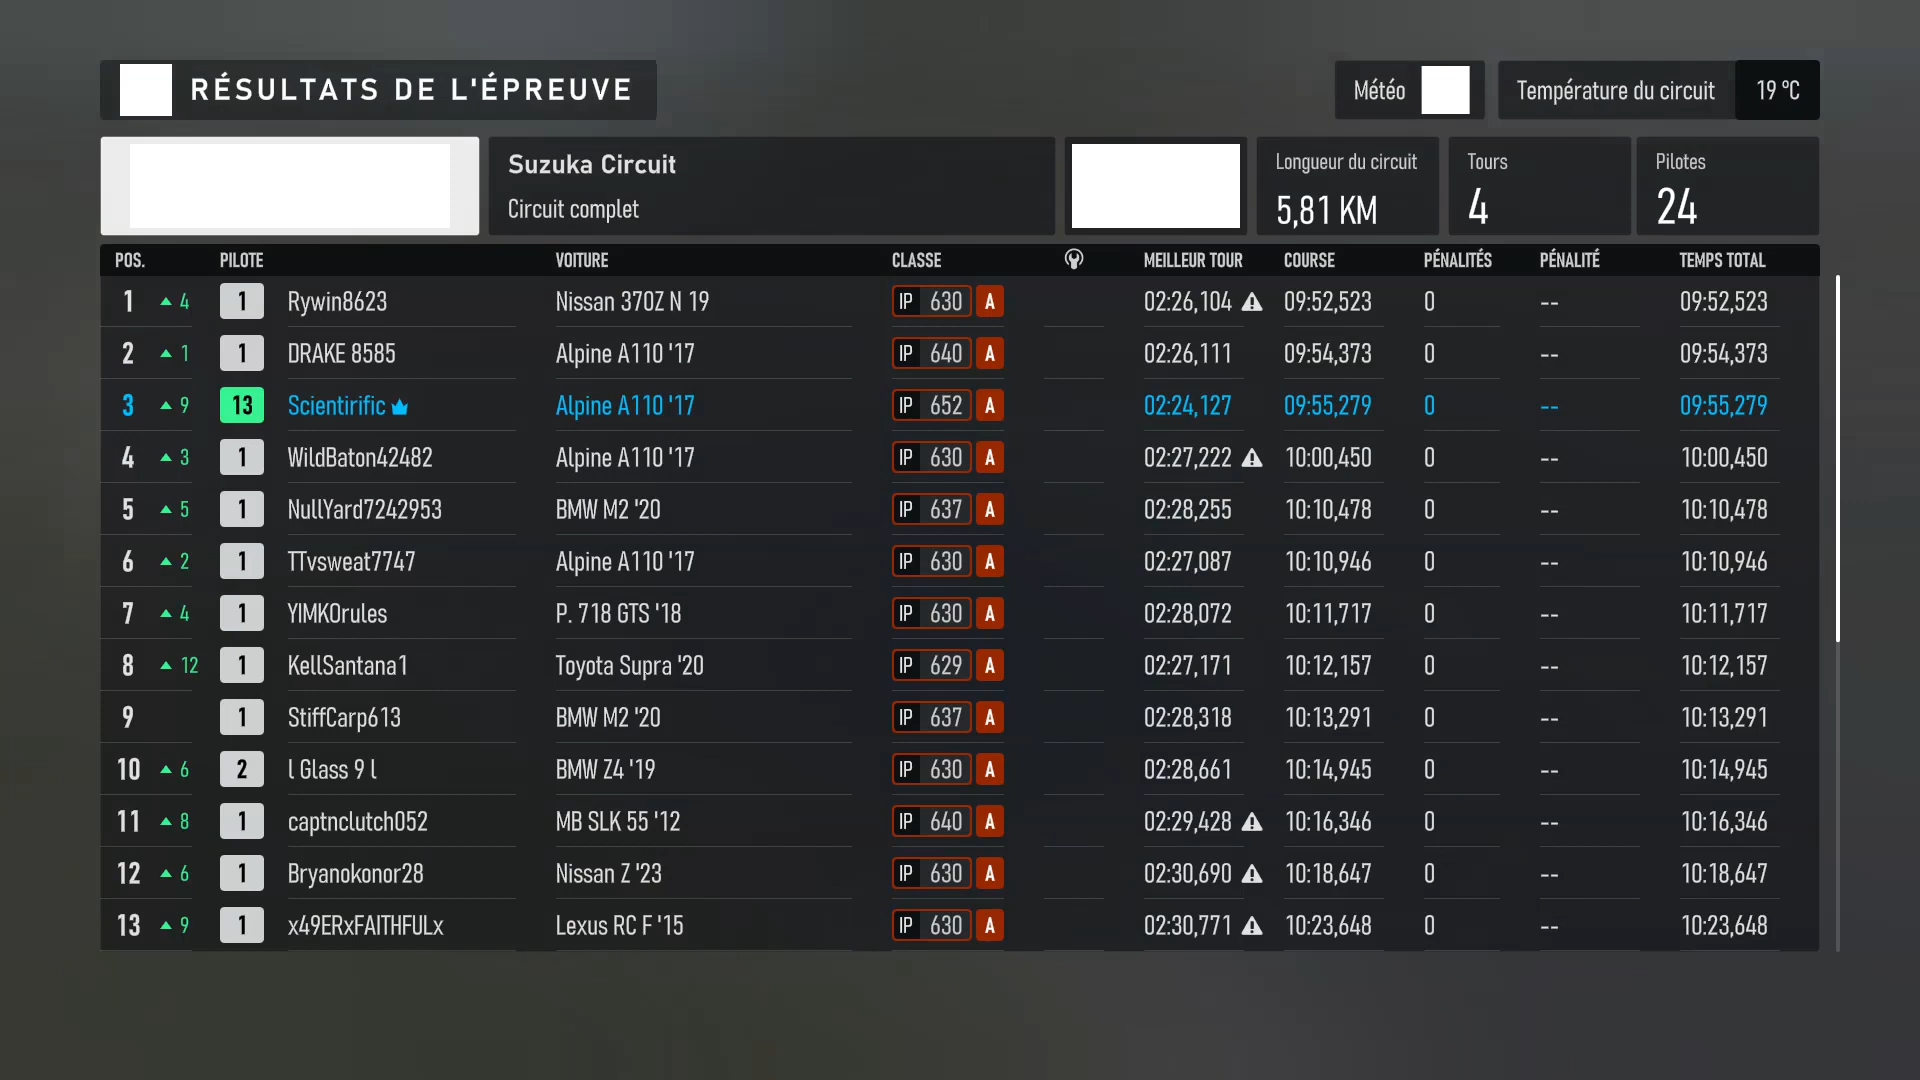 RÉSULTATS DE L'ÉPREUVE
Météo
Température du circuit 19 °C
Suzuka Circuit
Circuit complet
Longueur du circuit
5,81 KM
Tours
4
Pilotes
24
POS. PILOTE VOITURE CLASSE MEILLEUR TOUR COURSE PÉNALITÉS PÉNALITÉ TEMPS TOTAL
1 4 1 Rywin8623 Nissan 370Z N 19 IP 630 A 02:26,104 09:52,523 0 -- 09:52,523
2 1 1 DRAKE 8585 Alpine A110 '17 IP 640 A 02:26,111 09:54,373 0 -- 09:54,373
3 9 13 Scientirific Alpine A110 '17 IP 652 A 02:24,127 09:55,279 0 -- 09:55,279
4 3 1 WildBaton42482 Alpine A110 '17 IP 630 A 02:27,222 10:00,450 0 -- 10:00,450
5 5 1 NullYard7242953 BMW M2 '20 IP 637 A 02:28,255 10:10,478 0 -- 10:10,478
6 2 1 TTvsweat7747 Alpine A110 '17 IP 630 A 02:27,087 10:10,946 0 -- 10:10,946
7 4 1 YIMKOrules P. 718 GTS '18 IP 630 A 02:28,072 10:11,717 0 -- 10:11,717
8 12 1 KellSantana1 Toyota Supra '20 IP 629 A 02:27,171 10:12,157 0 -- 10:12,157
9 1 StiffCarp613 BMW M2 '20 IP 637 A 02:28,318 10:13,291 0 -- 10:13,291
10 6 2 l Glass 9 l BMW Z4 '19 IP 630 A 02:28,661 10:14,945 0 -- 10:14,945
11 8 1 captnclutch052 MB SLK 55 '12 IP 640 A 02:29,428 10:16,346 0 -- 10:16,346
12 6 1 Bryanokonor28 Nissan Z '23 IP 630 A 02:30,690 10:18,647 0 -- 10:18,647
13 9 1 x49ERxFAITHFULx Lexus RC F '15 IP 630 A 02:30,771 10:23,648 0 -- 10:23,648